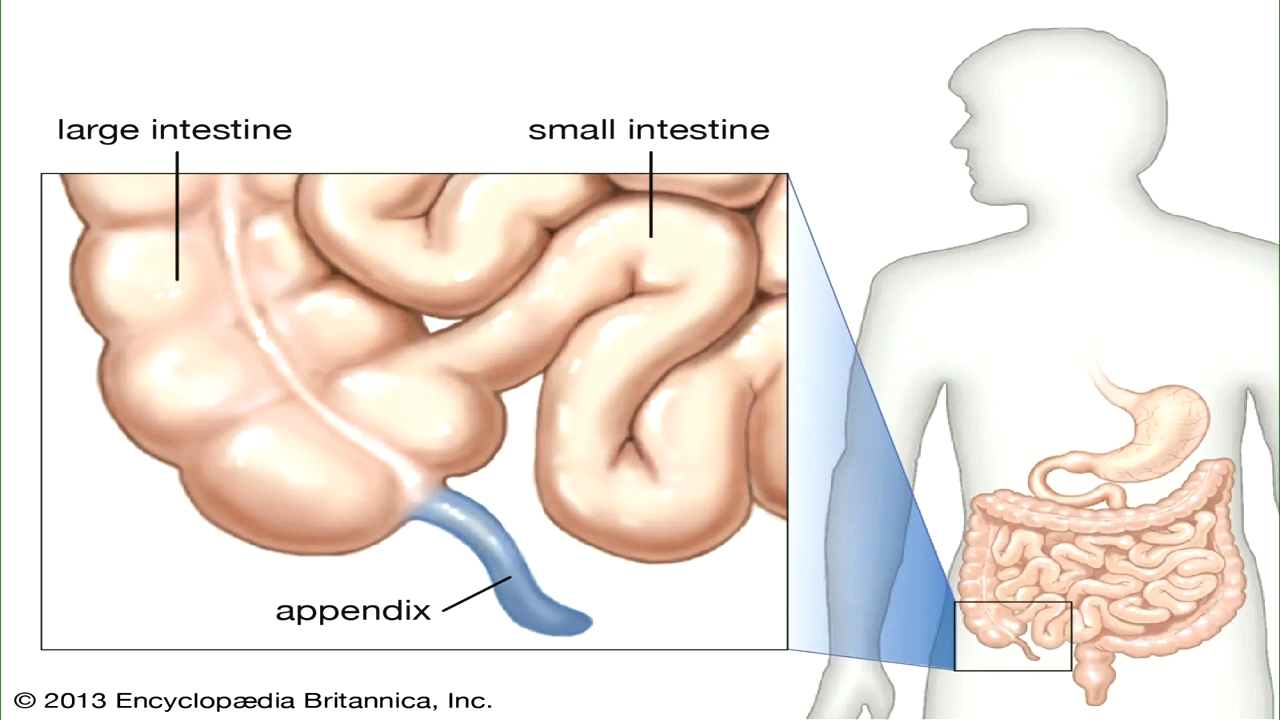 large intestine
small intestine
appendix
© 2013 Encyclopædia Britannica, Inc.